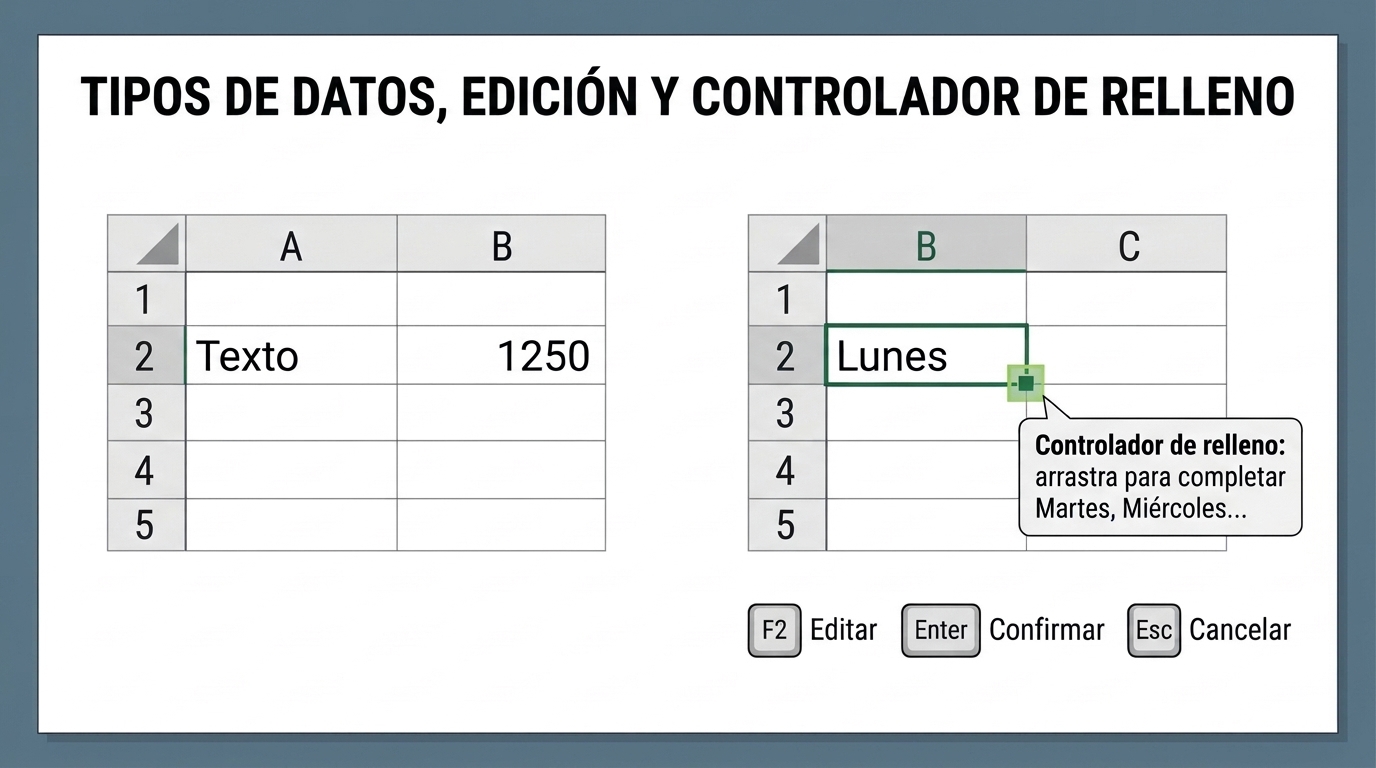 TIPOS DE DATOS, EDICIÓN Y CONTROLADOR DE RELLENO
A B
1
2 Texto 1250
3
4
5
B C
1
2 Lunes
3
4
5
Controlador de relleno:
arrastra para completar
Martes, Miércoles...
F2 Editar Enter Confirmar Esc Cancelar